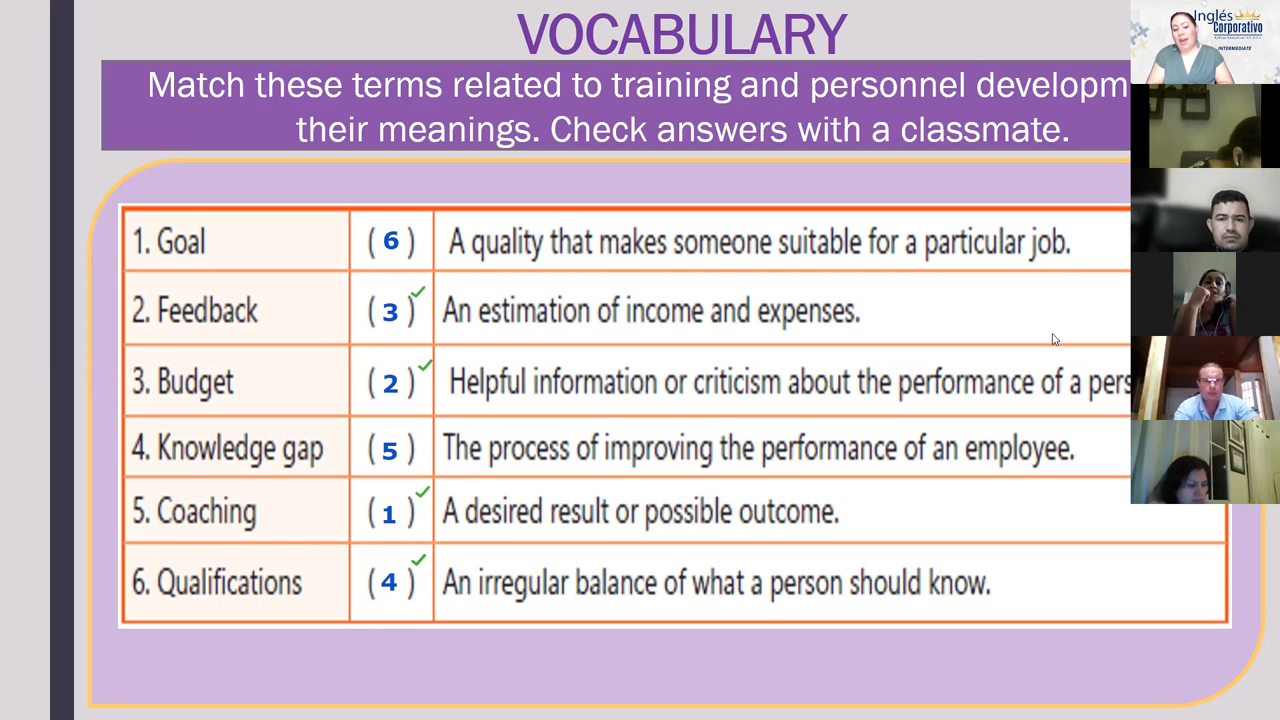 VOCABULARY
Match these terms related to training and personnel developm
their meanings. Check answers with a classmate.
1. Goal ( 6 ) A quality that makes someone suitable for a particular job.
2. Feedback ( 3 ) An estimation of income and expenses.
3. Budget ( 2 ) Helpful information or criticism about the performance of a pers
4. Knowledge gap ( 5 ) The process of improving the performance of an employee.
5. Coaching ( 1 ) A desired result or possible outcome.
6. Qualifications ( 4 ) An irregular balance of what a person should know.
Inglés
Corporativo
INTERMEDIATE